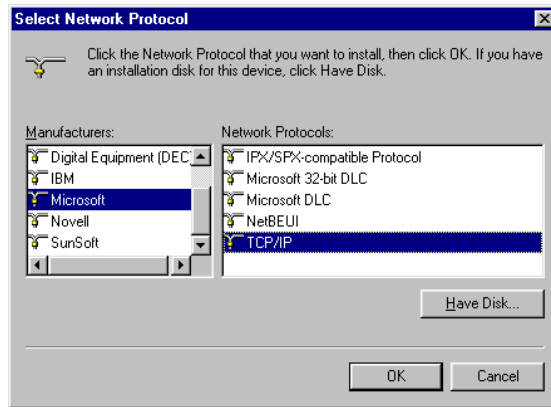 Select Network Protocol
Click the Network Protocol that you want to install, then click OK. If you have
an installation disk for this device, click Have Disk.
Manufacturers:
Digital Equipment (DEC)
IBM
Microsoft
Novell
SunSoft
Network Protocols:
IPX/SPX-compatible Protocol
Microsoft 32-bit DLC
Microsoft DLC
NetBEUI
TCP/IP
Have Disk...
OK
Cancel